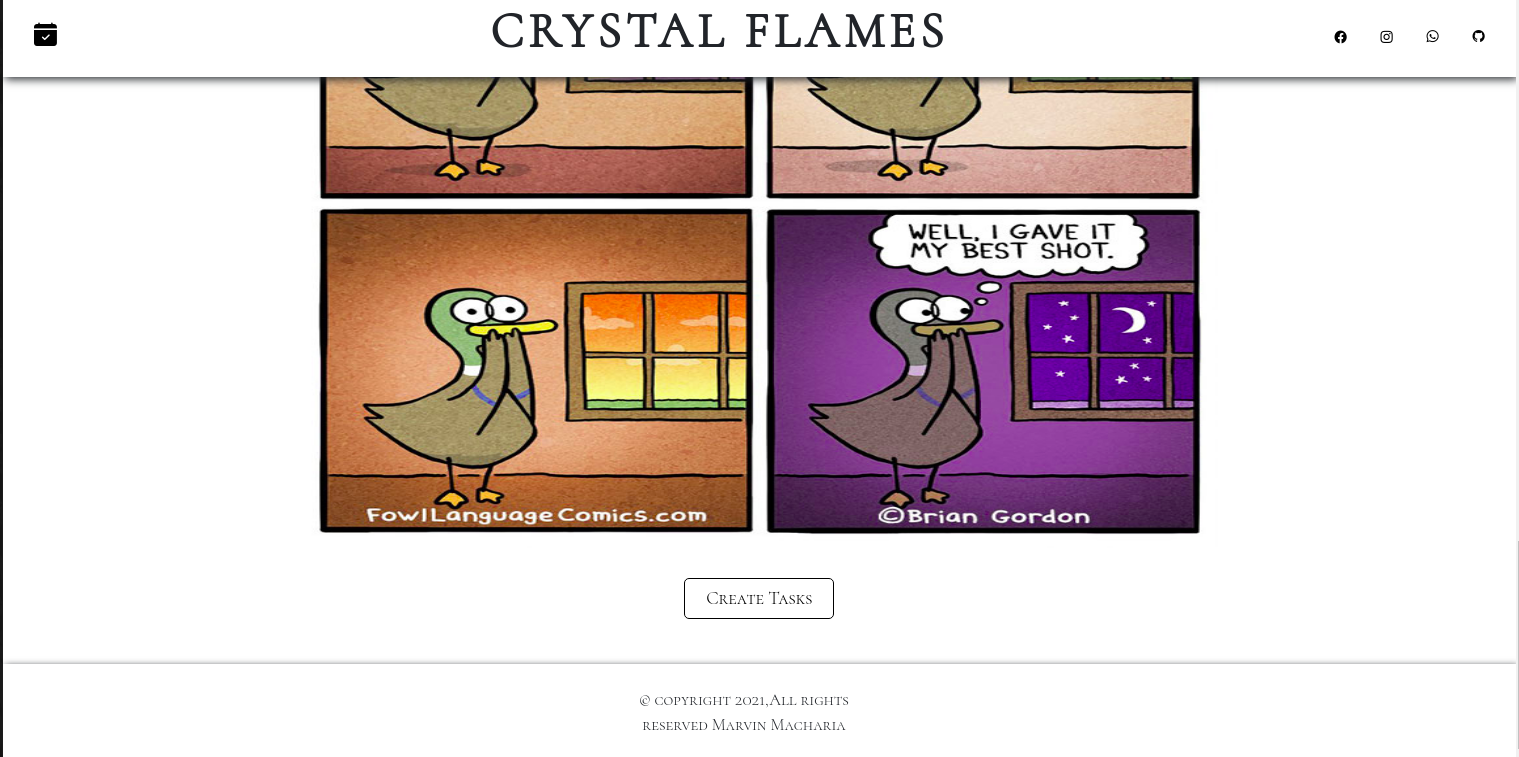 CRYSTAL FLAMES
WELL, I GAVE IT
MY BEST SHOT.
FowlLanguageComics.com
©Brian Gordon
Create Tasks
© copyright 2021,All rights
reserved Marvin Macharia